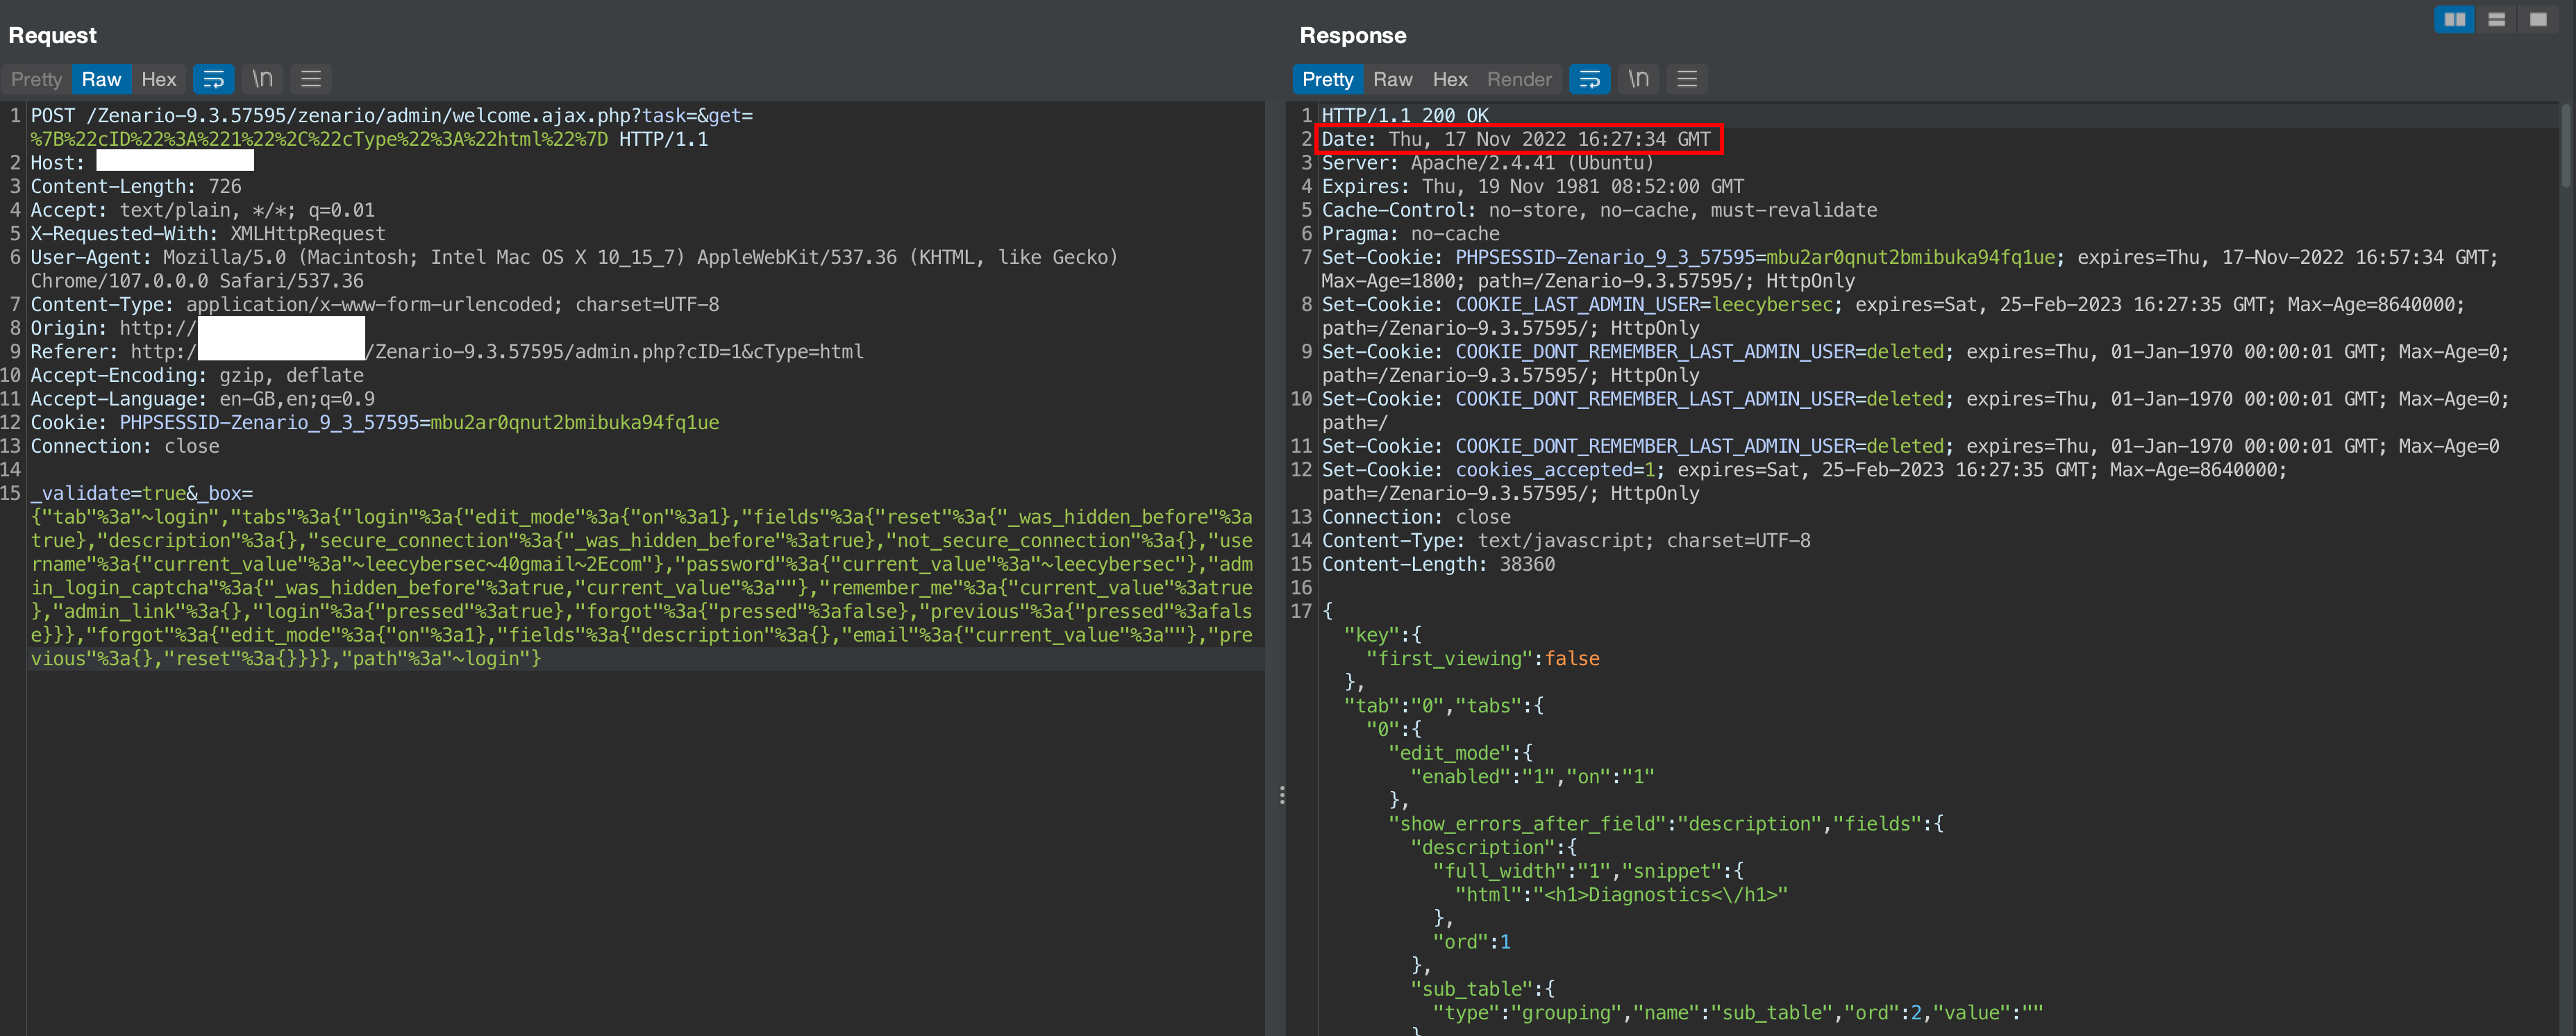 Request
Pretty Raw Hex \n
1 POST /Zenario-9.3.57595/zenario/admin/welcome.ajax.php?task=&get=
%7B%22cID%22%3A%221%22%2C%22cType%22%3A%22html%22%7D HTTP/1.1
2 Host:
3 Content-Length: 726
4 Accept: text/plain, */*; q=0.01
5 X-Requested-With: XMLHttpRequest
6 User-Agent: Mozilla/5.0 (Macintosh; Intel Mac OS X 10_15_7) AppleWebKit/537.36 (KHTML, like Gecko)
Chrome/107.0.0.0 Safari/537.36
7 Content-Type: application/x-www-form-urlencoded; charset=UTF-8
8 Origin: http://
9 Referer: http:/ /Zenario-9.3.57595/admin.php?cID=1&cType=html
10 Accept-Encoding: gzip, deflate
11 Accept-Language: en-GB,en;q=0.9
12 Cookie: PHPSESSID-Zenario_9_3_57595=mbu2ar0qnut2bmibuka94fq1ue
13 Connection: close
14
15 _validate=true&_box=
{"tab"%3a"~login","tabs"%3a{"login"%3a{"edit_mode"%3a{"on"%3a1},"fields"%3a{"reset"%3a{"_was_hidden_before"%3a
true},"description"%3a{},"secure_connection"%3a{"_was_hidden_before"%3atrue},"not_secure_connection"%3a{},"use
rname"%3a{"current_value"%3a"~leecybersec~40gmail~2Ecom"},"password"%3a{"current_value"%3a"~leecybersec"},"adm
in_login_captcha"%3a{"_was_hidden_before"%3atrue,"current_value"%3a""},"remember_me"%3a{"current_value"%3atrue
},"admin_link"%3a{},"login"%3a{"pressed"%3atrue},"forgot"%3a{"pressed"%3afalse},"previous"%3a{"pressed"%3afals
e}}},"forgot"%3a{"edit_mode"%3a{"on"%3a1},"fields"%3a{"description"%3a{},"email"%3a{"current_value"%3a""},"pre
vious"%3a{},"reset"%3a{}}}},"path"%3a"~login"}
Response
Pretty Raw Hex Render \n
1 HTTP/1.1 200 OK
2 Date: Thu, 17 Nov 2022 16:27:34 GMT
3 Server: Apache/2.4.41 (Ubuntu)
4 Expires: Thu, 19 Nov 1981 08:52:00 GMT
5 Cache-Control: no-store, no-cache, must-revalidate
6 Pragma: no-cache
7 Set-Cookie: PHPSESSID-Zenario_9_3_57595=mbu2ar0qnut2bmibuka94fq1ue; expires=Thu, 17-Nov-2022 16:57:34 GMT;
Max-Age=1800; path=/Zenario-9.3.57595/; HttpOnly
8 Set-Cookie: COOKIE_LAST_ADMIN_USER=leecybersec; expires=Sat, 25-Feb-2023 16:27:35 GMT; Max-Age=8640000;
path=/Zenario-9.3.57595/; HttpOnly
9 Set-Cookie: COOKIE_DONT_REMEMBER_LAST_ADMIN_USER=deleted; expires=Thu, 01-Jan-1970 00:00:01 GMT; Max-Age=0;
path=/Zenario-9.3.57595/; HttpOnly
10 Set-Cookie: COOKIE_DONT_REMEMBER_LAST_ADMIN_USER=deleted; expires=Thu, 01-Jan-1970 00:00:01 GMT; Max-Age=0;
path=/
11 Set-Cookie: COOKIE_DONT_REMEMBER_LAST_ADMIN_USER=deleted; expires=Thu, 01-Jan-1970 00:00:01 GMT; Max-Age=0
12 Set-Cookie: cookies_accepted=1; expires=Sat, 25-Feb-2023 16:27:35 GMT; Max-Age=8640000;
path=/Zenario-9.3.57595/; HttpOnly
13 Connection: close
14 Content-Type: text/javascript; charset=UTF-8
15 Content-Length: 38360
16
17 {
"key":{
"first_viewing":false
},
"tab":"0","tabs":{
"0":{
"edit_mode":{
"enabled":"1","on":"1"
},
"show_errors_after_field":"description","fields":{
"description":{
"full_width":"1","snippet":{
"html":"<h1>Diagnostics<\/h1>"
},
"ord":1
},
"sub_table":{
"type":"grouping","name":"sub_table","ord":2,"value":""